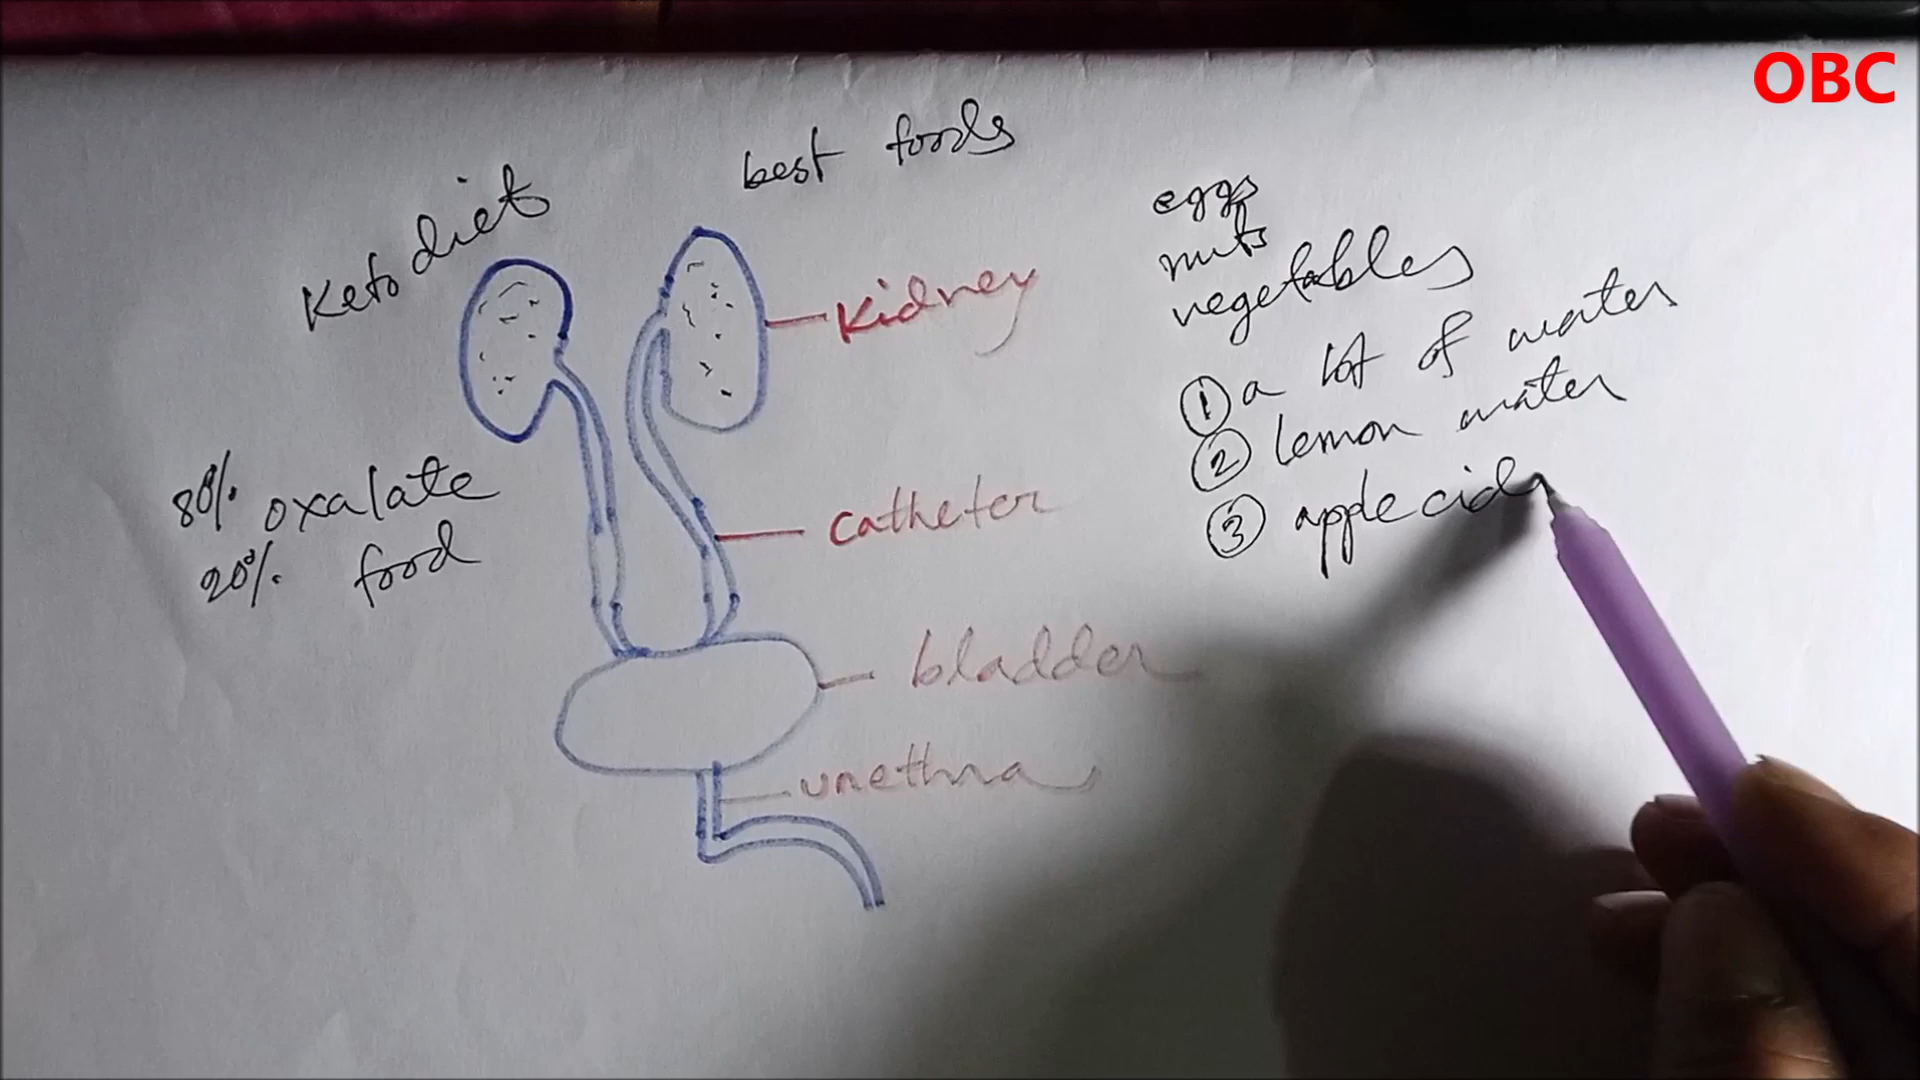 OBC
best foods
Keto diet
eggs
nuts
vegetables
Kidney
① a lot of water
② lemon water
③ apple cid
80% oxalate
20% food
catheter
bladder
urethra